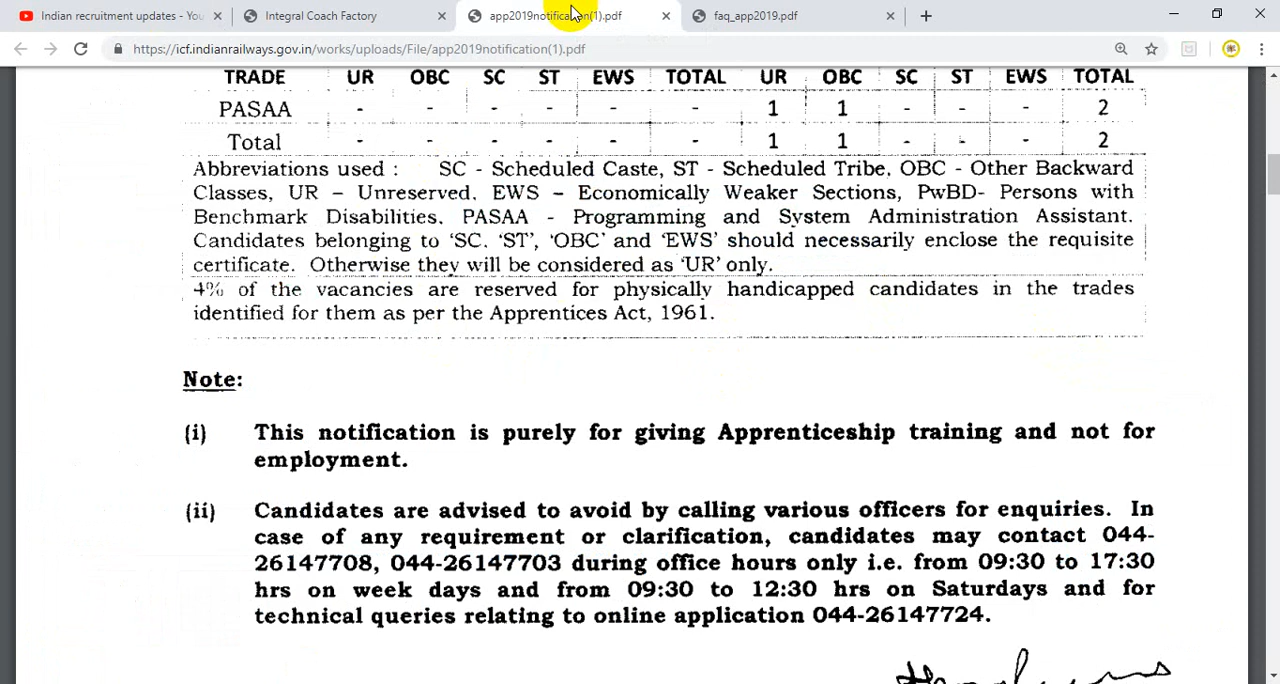 Indian recruitment updates - You
Integral Coach Factory
app2019notification(1).pdf
faq_app2019.pdf
https://icf.indianrailways.gov.in/works/uploads/File/app2019notification(1).pdf
TRADE UR OBC SC ST EWS TOTAL UR OBC SC ST EWS TOTAL
PASAA - - - - - - 1 1 - - - 2
Total - - - - - - 1 1 - - - 2
Abbreviations used : SC - Scheduled Caste, ST - Scheduled Tribe, OBC - Other Backward
Classes, UR – Unreserved, EWS – Economically Weaker Sections, PwBD- Persons with
Benchmark Disabilities. PASAA - Programming and System Administration Assistant.
Candidates belonging to 'SC, 'ST', 'OBC' and 'EWS' should necessarily enclose the requisite
certificate. Otherwise they will be considered as 'UR' only.
4% of the vacancies are reserved for physically handicapped candidates in the trades
identified for them as per the Apprentices Act, 1961.
Note:
(i) This notification is purely for giving Apprenticeship training and not for
employment.
(ii) Candidates are advised to avoid by calling various officers for enquiries. In
case of any requirement or clarification, candidates may contact 044-
26147708, 044-26147703 during office hours only i.e. from 09:30 to 17:30
hrs on week days and from 09:30 to 12:30 hrs on Saturdays and for
technical queries relating to online application 044-26147724.